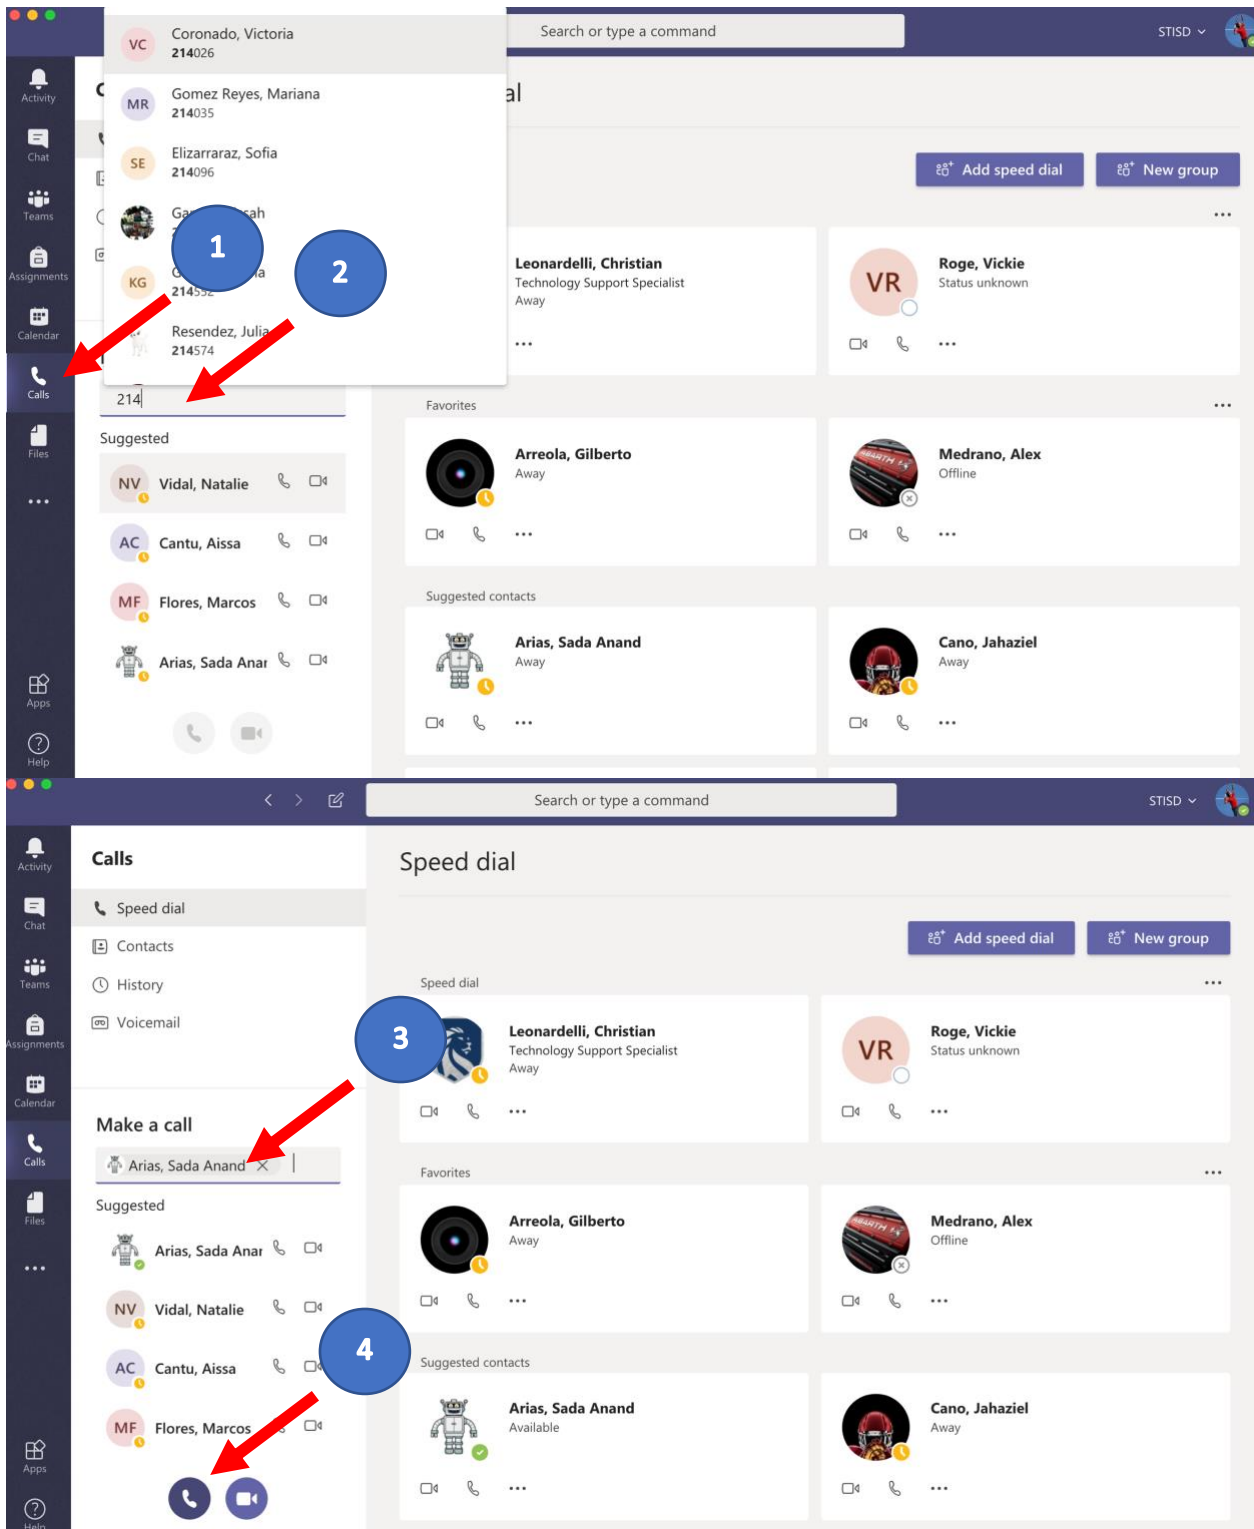 VC
Coronado, Victoria
214026
MR
Gomez Reyes, Mariana
214035
SE
Elizarraraz, Sofia
214096
KG
Resendez, Julia
214574
1
2
214
Search or type a command
STISD
Activity
Chat
Teams
Assignments
Calendar
Calls
Files
Apps
Help
Add speed dial
New group
Leonardelli, Christian
Technology Support Specialist
Away
VR
Roge, Vickie
Status unknown
Suggested
NV
Vidal, Natalie
AC
Cantu, Aissa
MF
Flores, Marcos
Arias, Sada Anar
Favorites
Arreola, Gilberto
Away
ABARTH
Medrano, Alex
Offline
Suggested contacts
Arias, Sada Anand
Away
Cano, Jahaziel
Away
Search or type a command
STISD
Activity
Chat
Teams
Assignments
Calendar
Calls
Files
Apps
Help
Calls
Speed dial
Contacts
History
Voicemail
Make a call
Arias, Sada Anand
Suggested
Arias, Sada Anar
NV
Vidal, Natalie
AC
Cantu, Aissa
MF
Flores, Marcos
3
4
Speed dial
Add speed dial
New group
Speed dial
Leonardelli, Christian
Technology Support Specialist
Away
VR
Roge, Vickie
Status unknown
Favorites
Arreola, Gilberto
Away
ABARTH
Medrano, Alex
Offline
Suggested contacts
Arias, Sada Anand
Available
Cano, Jahaziel
Away